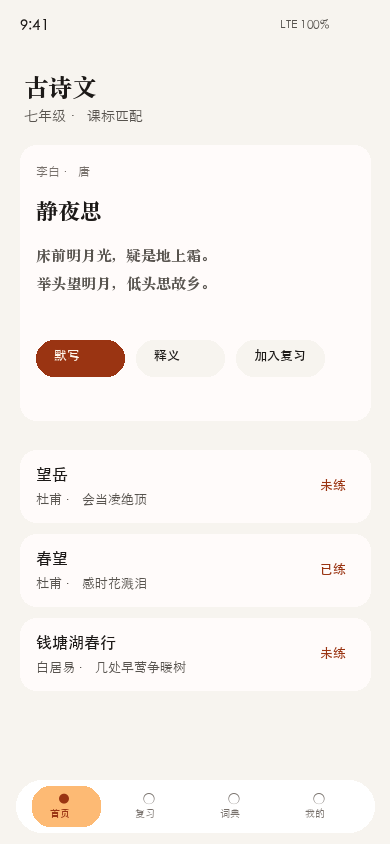 9:41
LTE 100%
古诗文
七年级 · 课标匹配
李白 · 唐
静夜思
床前明月光，疑是地上霜。
举头望明月，低头思故乡。
默写 释义 加入复习
望岳
杜甫 · 会当凌绝顶
未练
春望
杜甫 · 感时花溅泪
已练
钱塘湖春行
白居易 · 几处早莺争暖树
未练
首页 复习 词典 我的